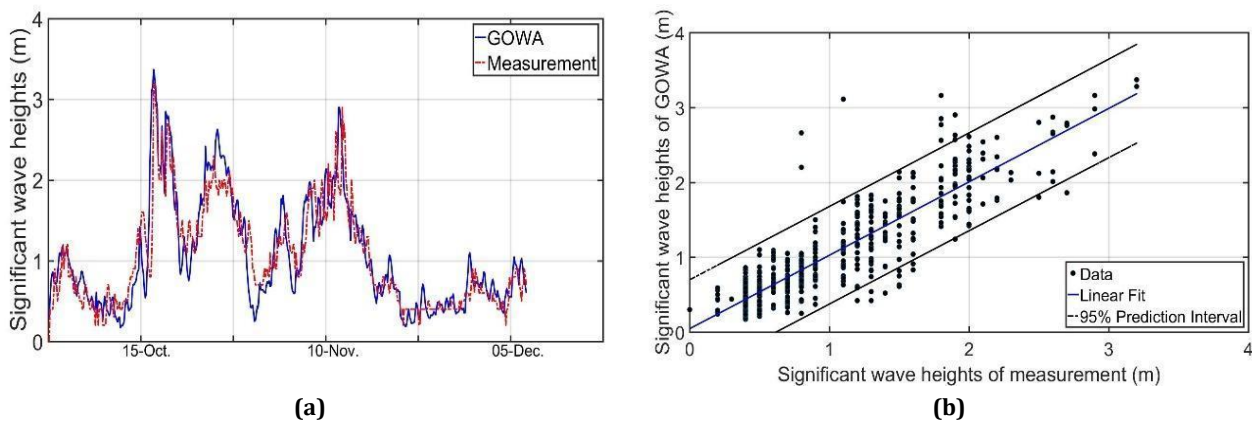 4
3
2
1
0
Significant wave heights (m)
GOWA
Measurement
15-Oct.
10-Nov.
05-Dec.
(a)
4
3
2
1
0
Significant wave heights of GOWA (m)
Data
Linear Fit
95% Prediction Interval
0
1
2
3
4
Significant wave heights of measurement (m)
(b)